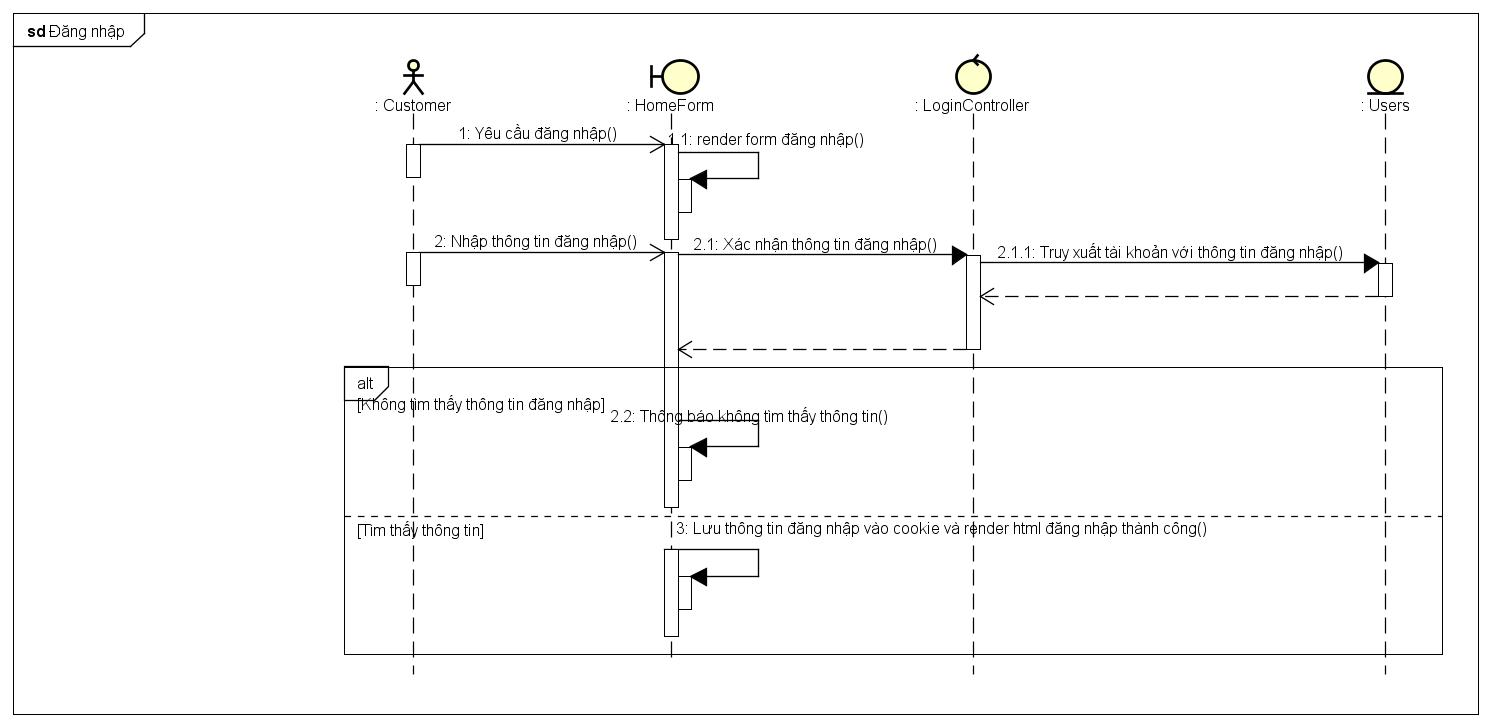 sd Đăng nhập
: Customer
: HomeForm
: LoginController
: Users
1: Yêu cầu đăng nhập()
1.1: render form đăng nhập()
2: Nhập thông tin đăng nhập()
2.1: Xác nhận thông tin đăng nhập()
2.1.1: Truy xuất tài khoản với thông tin đăng nhập()
alt
[Không tìm thấy thông tin đăng nhập]
2.2: Thông báo không tìm thấy thông tin()
[Tìm thấy thông tin]
3: Lưu thông tin đăng nhập vào cookie và render html đăng nhập thành công()